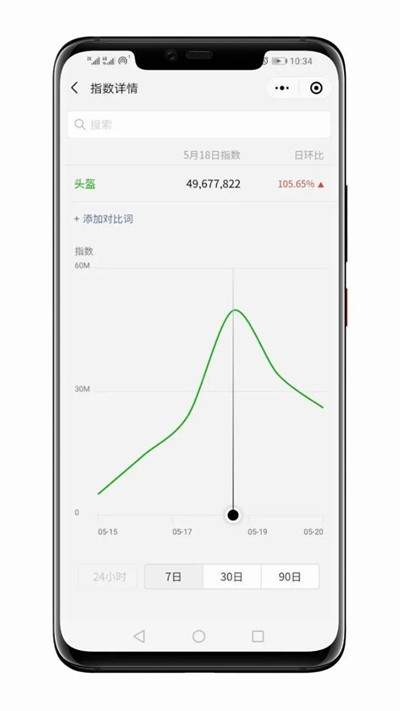 10:34
指数详情
搜索
5月18日指数 日环比
头盔 49,677,822 105.65% ▲
+ 添加对比词
指数
60M
30M
0
05-15 05-17 05-19 05-20
24小时 7日 30日 90日